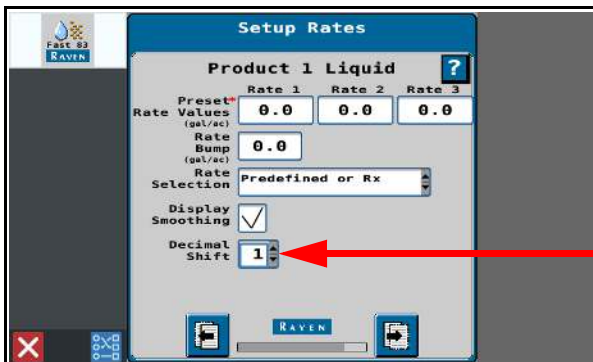 Setup Rates
Fast 83
RAVEN
Product 1 Liquid ?
Rate 1 Rate 2 Rate 3
Preset*
Rate Values 0.0 0.0 0.0
(gal/ac)
Rate
Bump 0.0
(gal/ac)
Rate
Selection Predefined or Rx
Display
Smoothing
Decimal
Shift 1
RAVEN